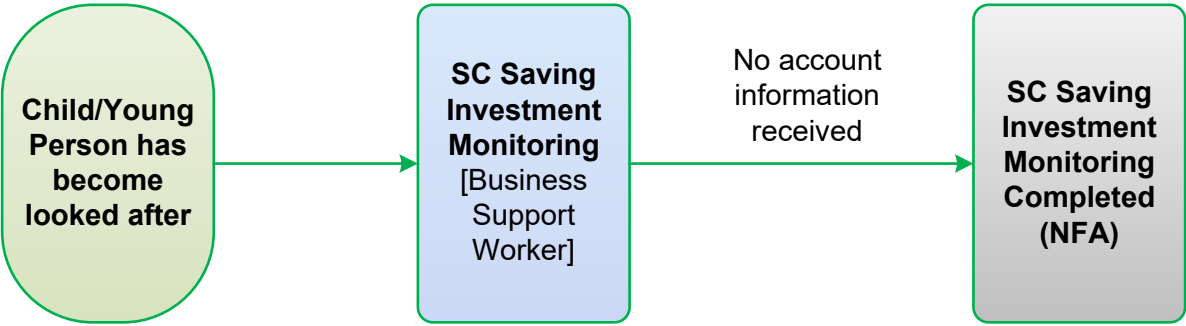 Child/Young
Person has
become
looked after
SC Saving
Investment
Monitoring
[Business
Support
Worker]
No account
information
received
SC Saving
Investment
Monitoring
Completed
(NFA)